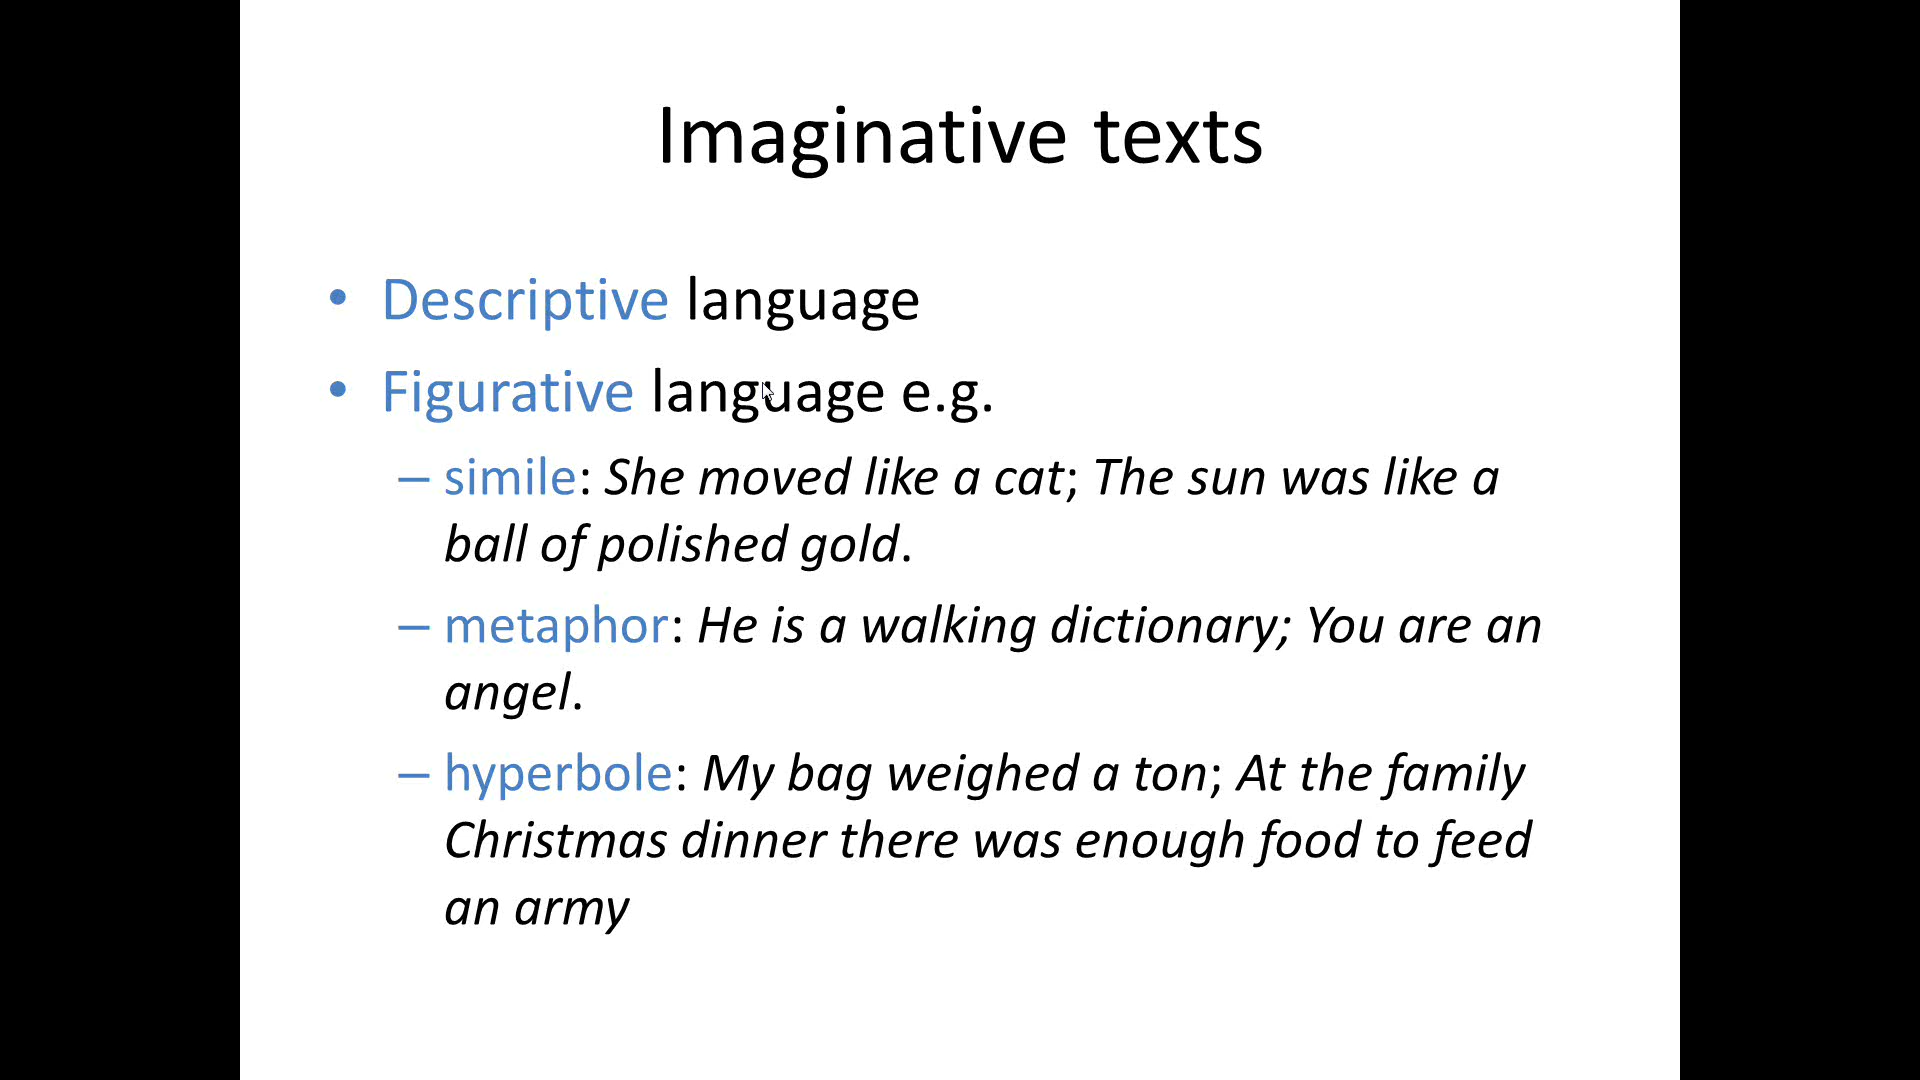 Imaginative texts
• Descriptive language
• Figurative language e.g.
– simile: She moved like a cat; The sun was like a
ball of polished gold.
– metaphor: He is a walking dictionary; You are an
angel.
– hyperbole: My bag weighed a ton; At the family
Christmas dinner there was enough food to feed
an army